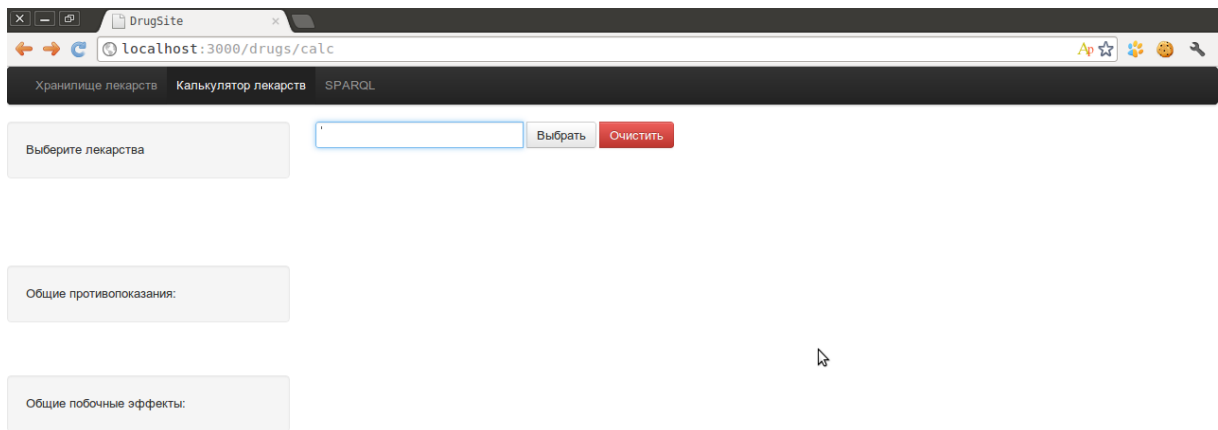 DrugSite
localhost:3000/drugs/calc
Хранилище лекарств Калькулятор лекарств SPARQL
Выберите лекарства
Выбрать Очистить
Общие противопоказания:
Общие побочные эффекты: